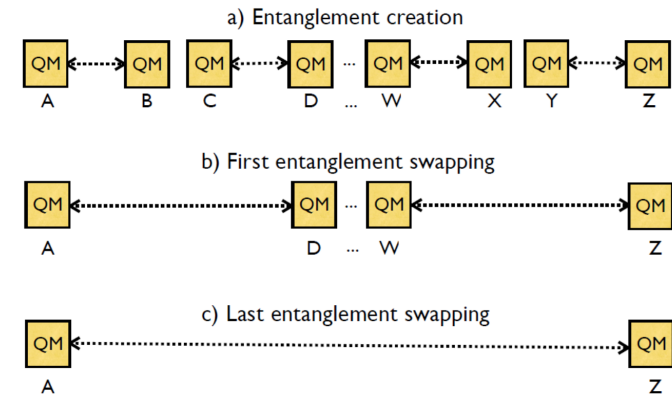 a) Entanglement creation
QM QM QM QM ... QM QM QM QM
A B C D ... W X Y Z
b) First entanglement swapping
QM QM ... QM QM
A D ... W Z
c) Last entanglement swapping
QM QM
A Z